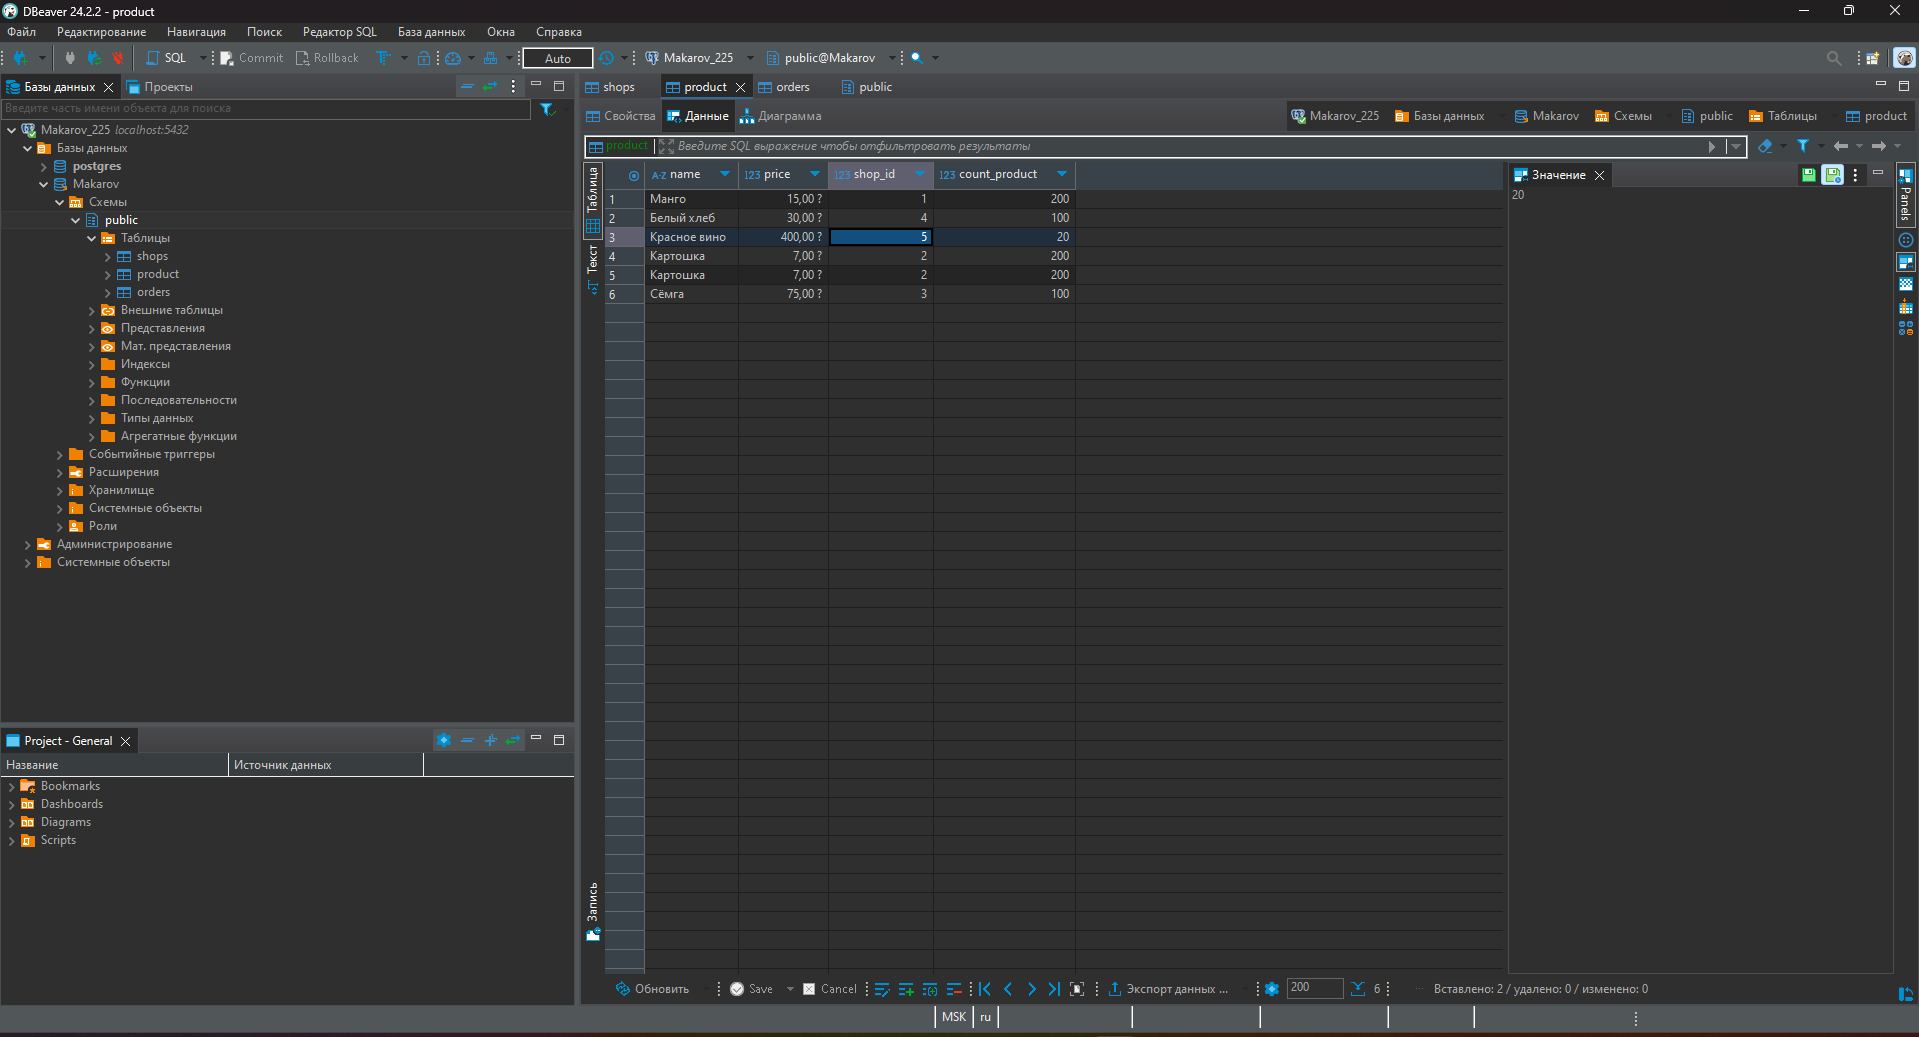 DBeaver 24.2.2 - product
Файл Редактирование Навигация Поиск Редактор SQL База данных Окна Справка
SQL Commit Rollback Auto Makarov_225 public@Makarov
Базы данных Проекты
Введите часть имени объекта для поиска
Makarov_225 localhost:5432
Базы данных
postgres
Makarov
Схемы
public
Таблицы
shops
product
orders
Внешние таблицы
Представления
Мат. представления
Индексы
Функции
Последовательности
Типы данных
Агрегатные функции
Событийные триггеры
Расширения
Хранилище
Системные объекты
Роли
Администрирование
Системные объекты
Project - General
Название Источник данных
Bookmarks
Dashboards
Diagrams
Scripts
shops product orders public
Свойства Данные Диаграмма Makarov_225 Базы данных Makarov Схемы public Таблицы product
product Введите SQL выражение чтобы отфильтровать результаты
Таблица
Текст
Запись
A-Z name 123 price 123 shop_id 123 count_product
1 Манго 15,00 ? 1 200
2 Белый хлеб 30,00 ? 4 100
3 Красное вино 400,00 ? 5 20
4 Картошка 7,00 ? 2 200
5 Картошка 7,00 ? 2 200
6 Сёмга 75,00 ? 3 100
Значение
20
Panels
Обновить Save Cancel Экспорт данных ... 200 6 Вставлено: 2 / удалено: 0 / изменено: 0
MSK ru